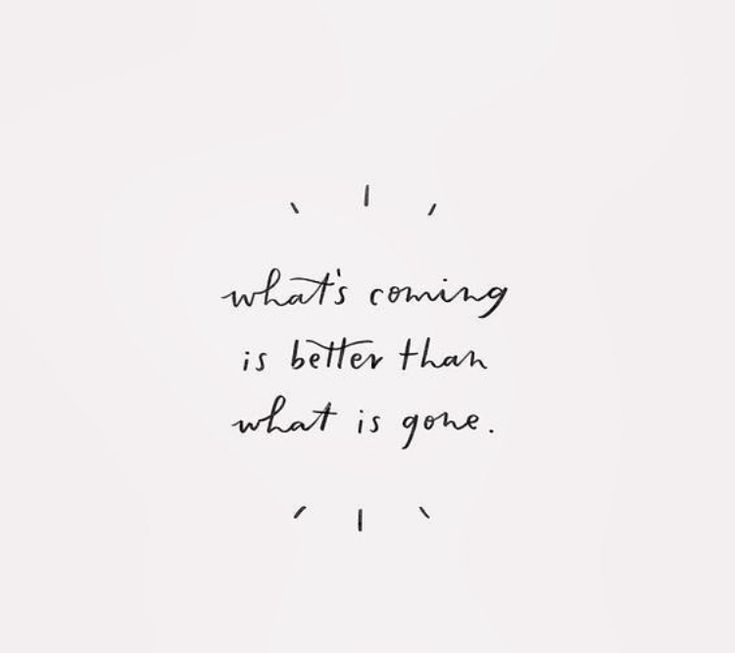 what's coming
is better than
what is gone.